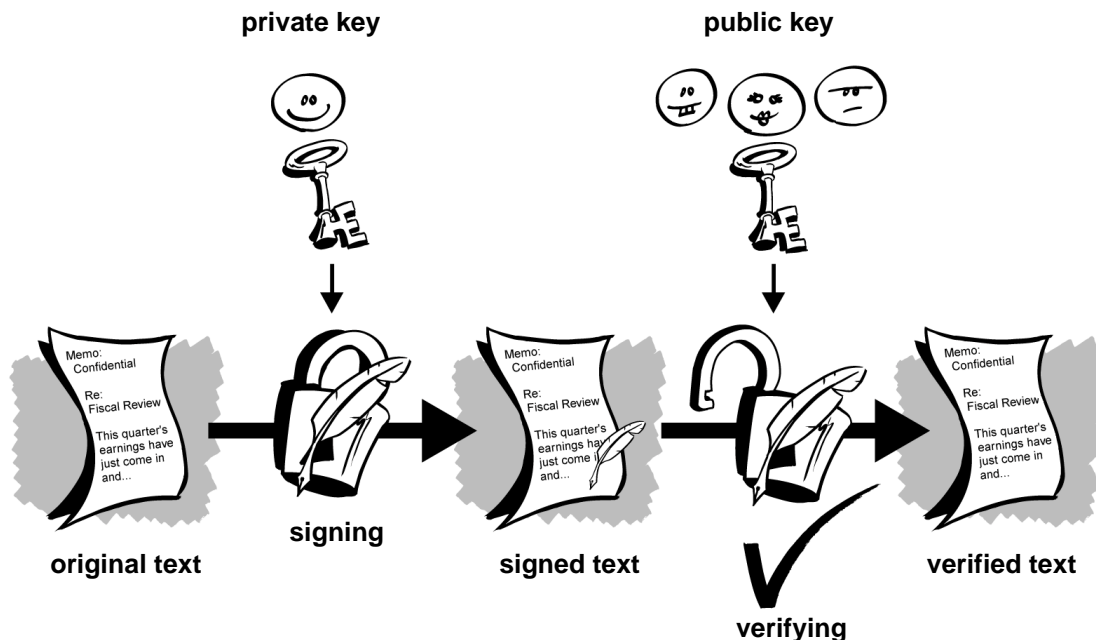 private key
public key
Memo:
Confidential
Re:
Fiscal Review
This quarter's
earnings have
just come in
and...
Memo:
Confidential
Re:
Fiscal Review
This quarter's
earnings hav
just come i
and...
Memo:
Confidential
Re:
Fiscal Review
This quarter's
earnings have
just come in
and...
signing
original text
signed text
verified text
verifying